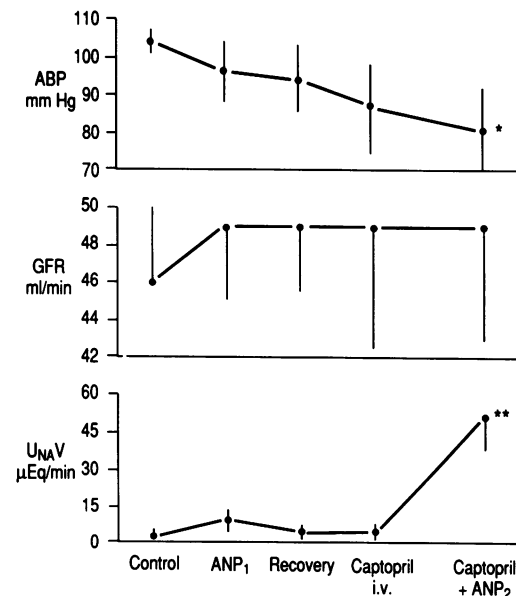 110
100
90
80
70
ABP
mm Hg
*
50
48
46
44
42
GFR
ml/min
60
45
30
15
0
UNAV
μEq/min
**
Control ANP1 Recovery Captopril i.v. Captopril + ANP2